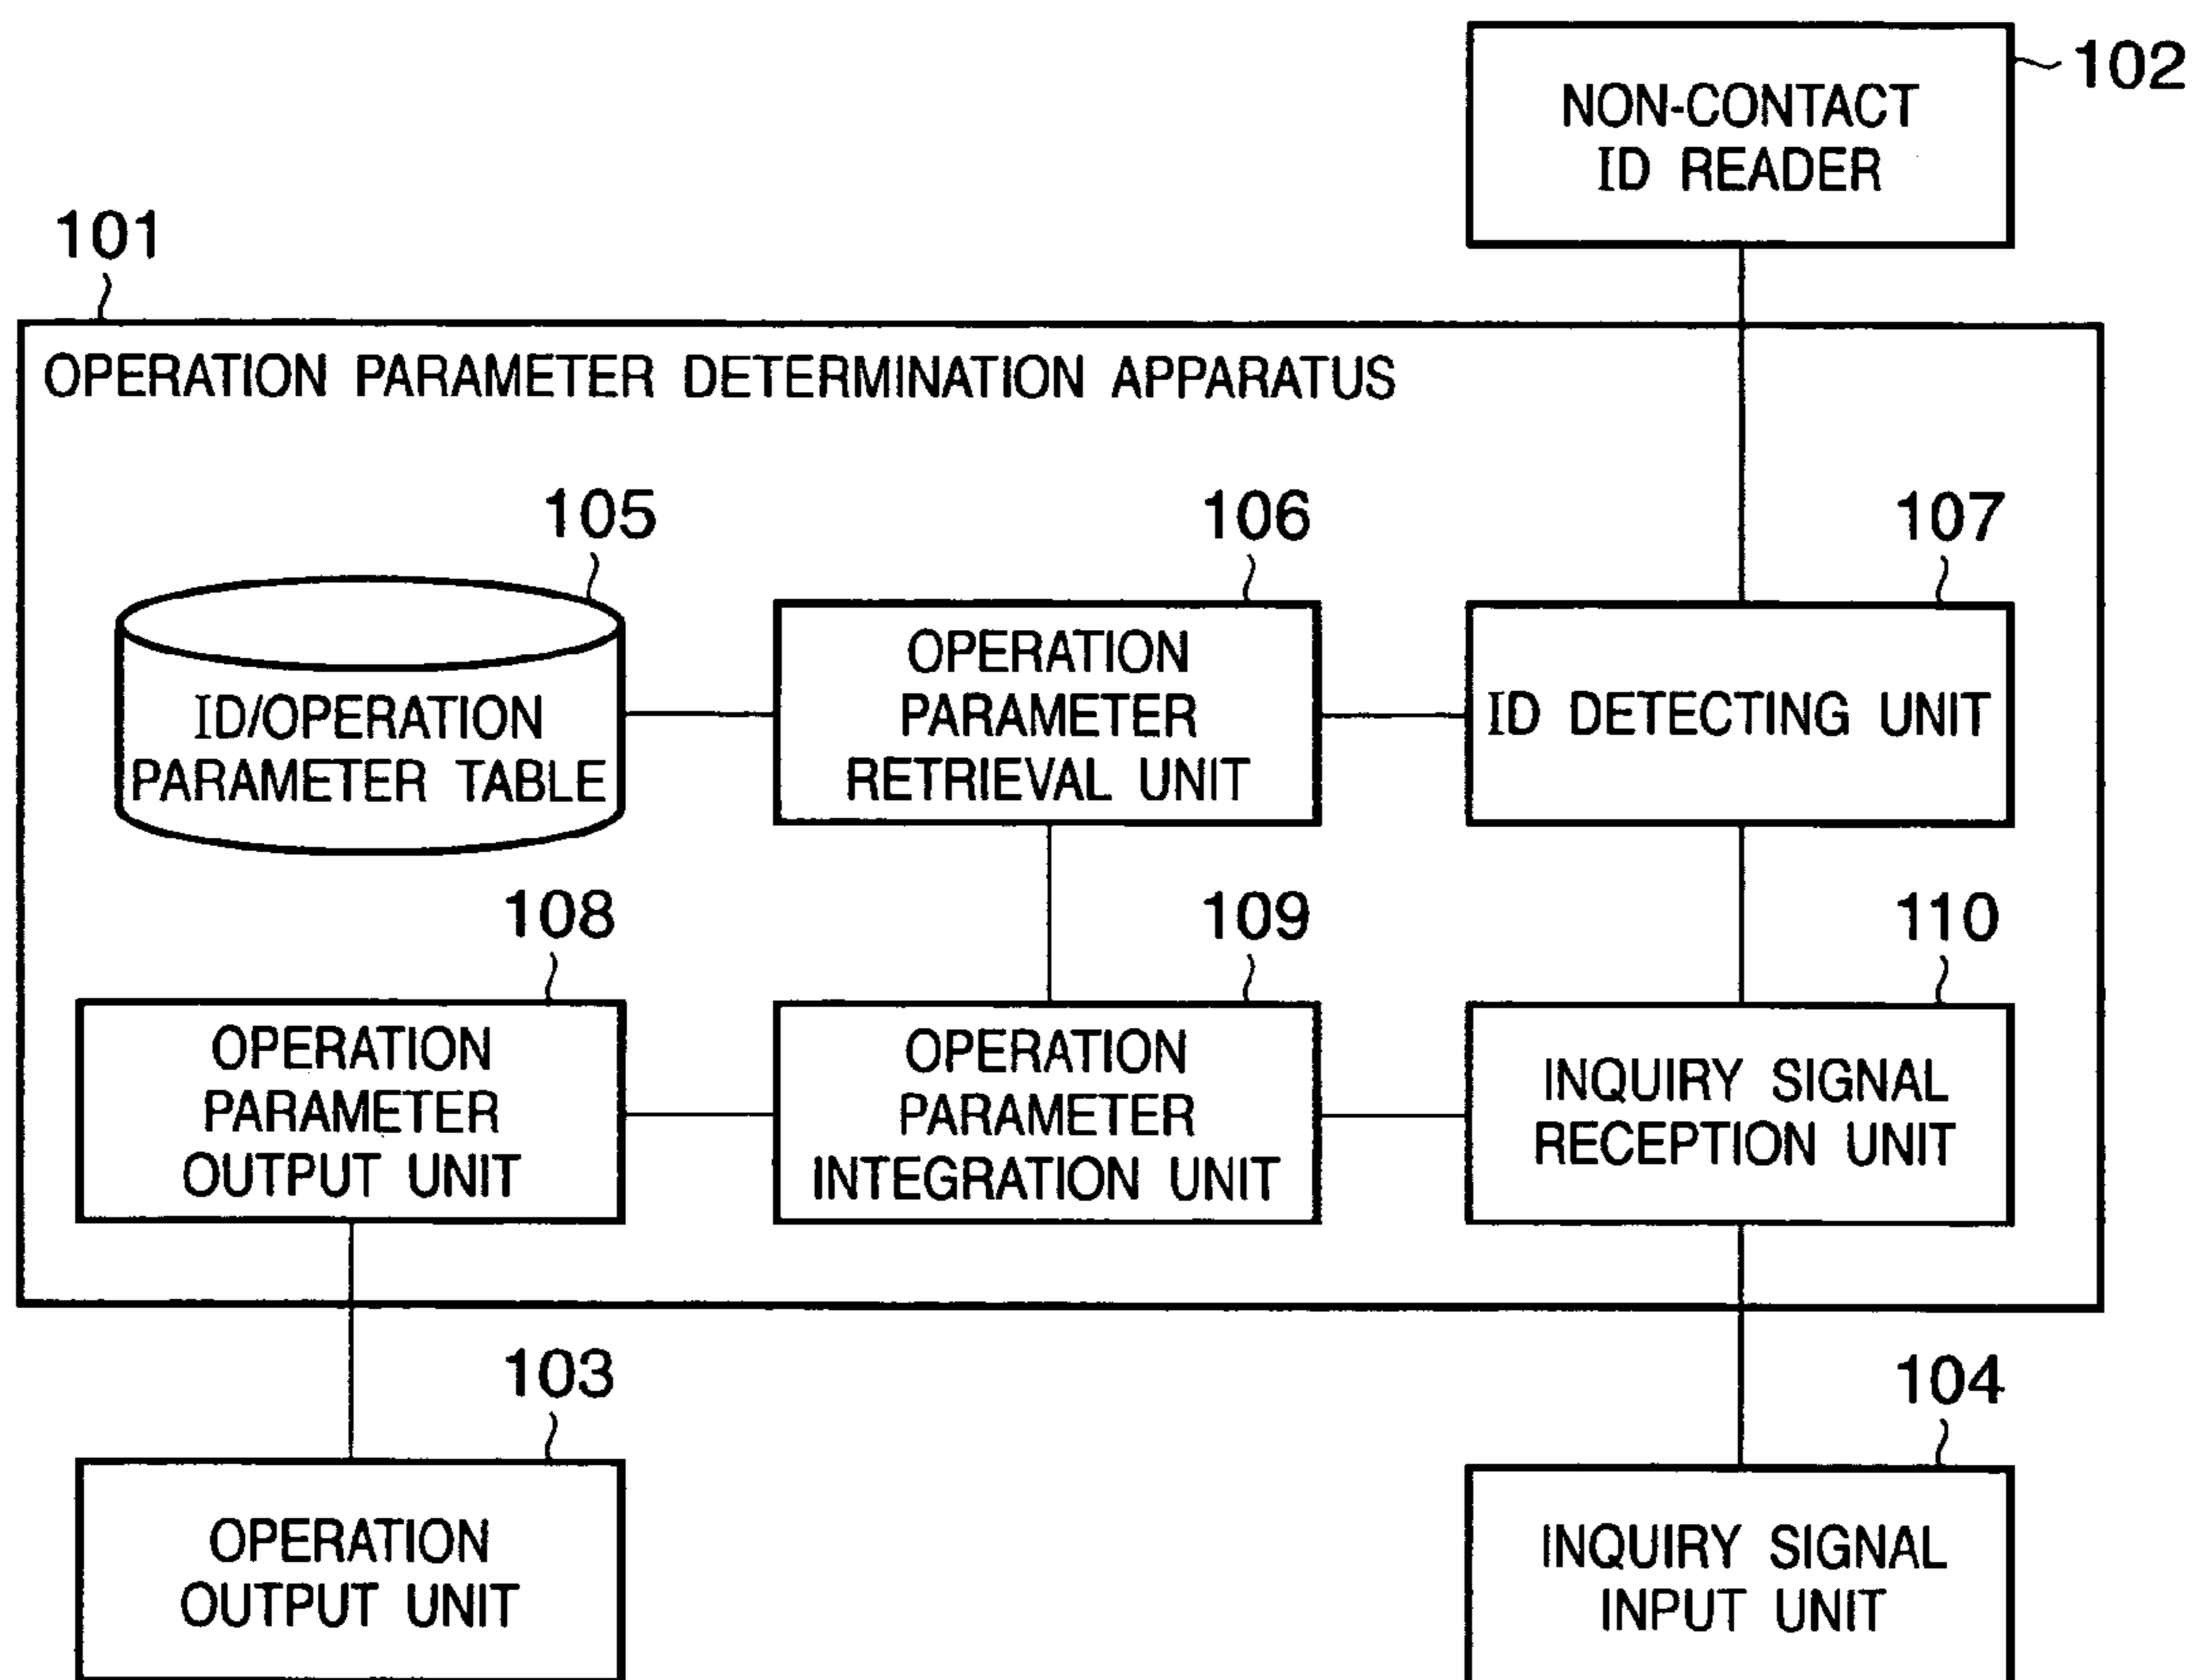 102
NON-CONTACT
ID READER
101
OPERATION PARAMETER DETERMINATION APPARATUS
105
106
107
ID/OPERATION
PARAMETER TABLE
OPERATION
PARAMETER
RETRIEVAL UNIT
ID DETECTING UNIT
108
109
110
OPERATION
PARAMETER
OUTPUT UNIT
OPERATION
PARAMETER
INTEGRATION UNIT
INQUIRY SIGNAL
RECEPTION UNIT
103
104
OPERATION
OUTPUT UNIT
INQUIRY SIGNAL
INPUT UNIT